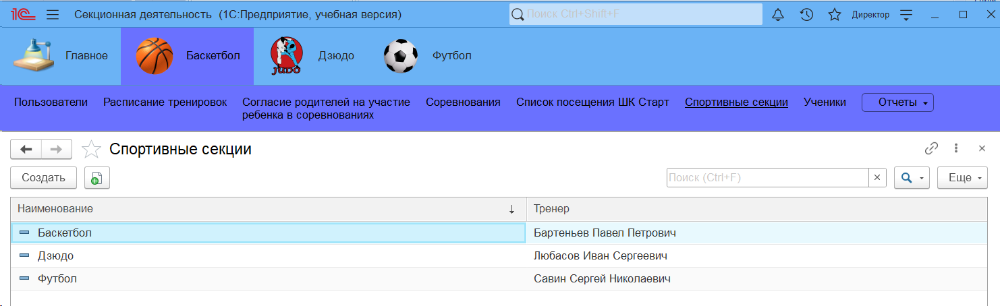 1С Секционная деятельность (1С:Предприятие, учебная версия) Поиск Ctrl+Shift+F Директор
Главное Баскетбол JUDO Дзюдо Футбол
Пользователи Расписание тренировок Согласие родителей на участие Соревнования Список посещения ШК Старт Спортивные секции Ученики Отчеты
ребенка в соревнованиях
Спортивные секции
Создать Поиск (Ctrl+F) Еще
Наименование Тренер
Баскетбол Бартеньев Павел Петрович
Дзюдо Любасов Иван Сергеевич
Футбол Савин Сергей Николаевич